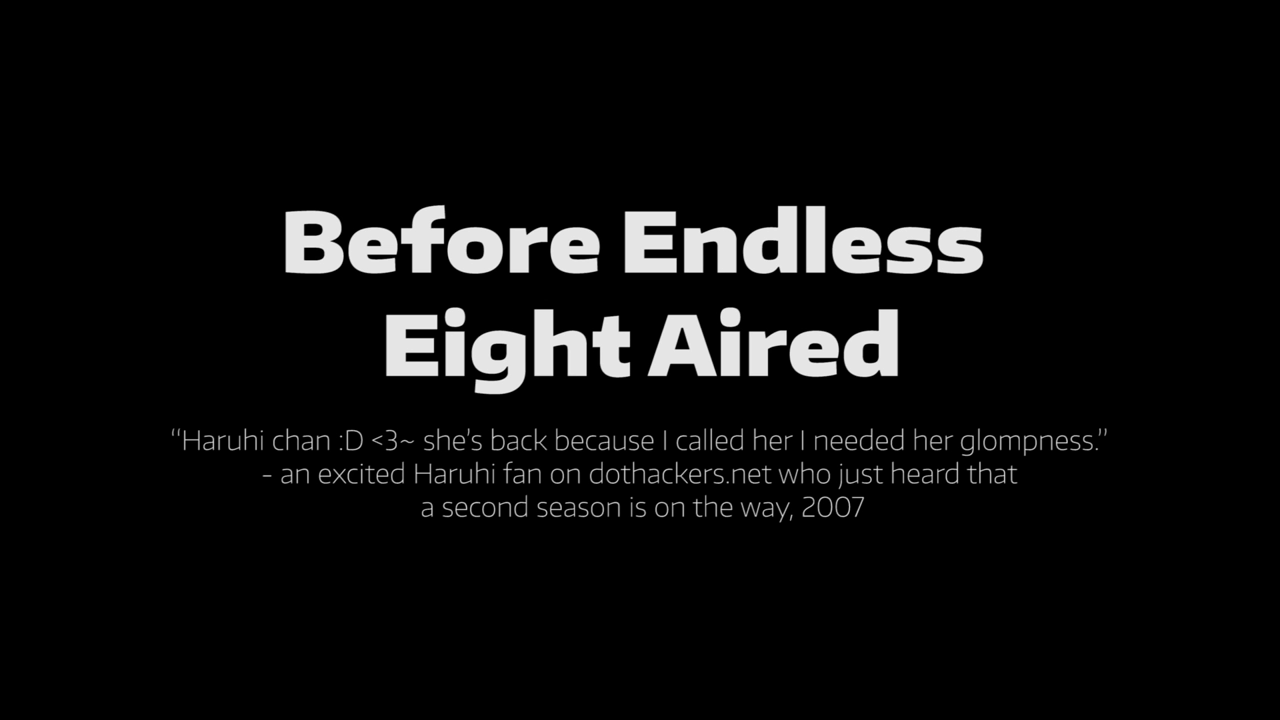 Before Endless
Eight Aired
“Haruhi chan :D <3~ she’s back because I called her I needed her glompness.”
- an excited Haruhi fan on dothackers.net who just heard that
a second season is on the way, 2007